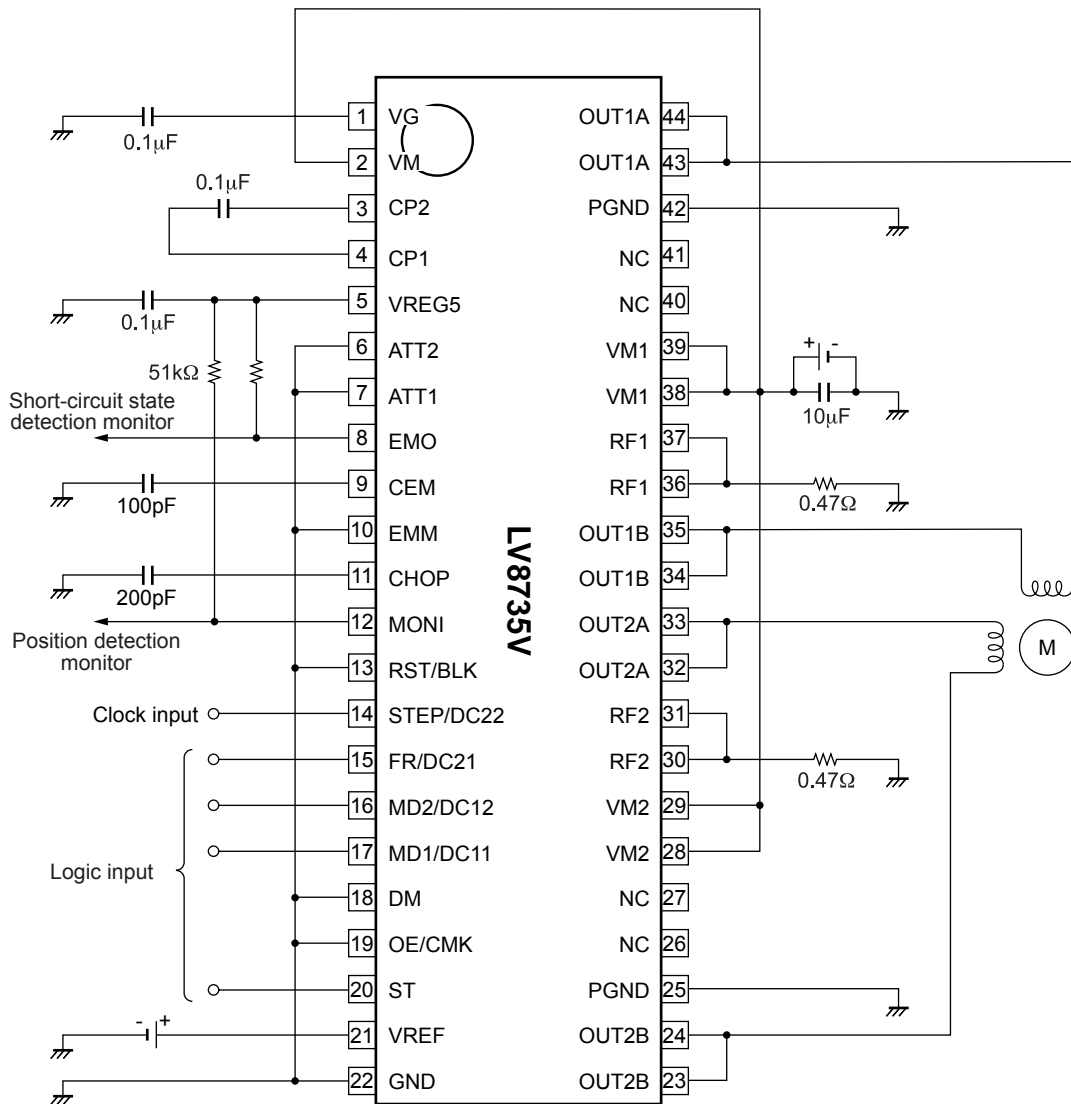 1 VG OUT1A 44
0.1μF
2 VM OUT1A 43
0.1μF
3 CP2 PGND 42
4 CP1 NC 41
5 VREG5 NC 40
0.1μF
6 ATT2 VM1 39
+ -
51kΩ
7 ATT1 VM1 38
10μF
Short-circuit state
detection monitor
8 EMO RF1 37
9 CEM RF1 36
100pF
0.47Ω
10 EMM OUT1B 35
LV8735V
11 CHOP OUT1B 34
200pF
12 MONI OUT2A 33
Position detection
monitor
M
13 RST/BLK OUT2A 32
Clock input
14 STEP/DC22 RF2 31
15 FR/DC21 RF2 30
0.47Ω
16 MD2/DC12 VM2 29
17 MD1/DC11 VM2 28
Logic input
18 DM NC 27
19 OE/CMK NC 26
20 ST PGND 25
- +
21 VREF OUT2B 24
22 GND OUT2B 23